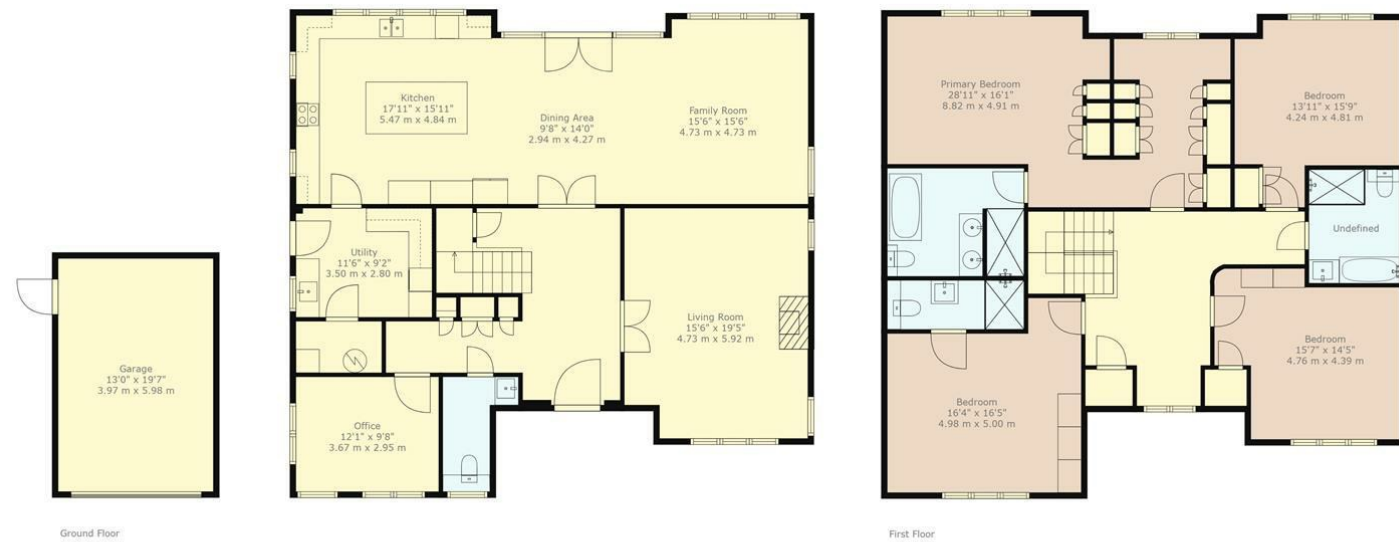 Kitchen
17'11" x 15'11"
5.47 m x 4.84 m
Dining Area
9'8" x 14'0"
2.94 m x 4.27 m
Family Room
15'6" x 15'6"
4.73 m x 4.73 m
Utility
11'6" x 9'2"
3.50 m x 2.80 m
Living Room
15'6" x 19'5"
4.73 m x 5.92 m
Garage
13'0" x 19'7"
3.97 m x 5.98 m
Office
12'1" x 9'8"
3.67 m x 2.95 m
Ground Floor
Primary Bedroom
28'11" x 16'1"
8.82 m x 4.91 m
Bedroom
13'11" x 15'9"
4.24 m x 4.81 m
Undefined
Bedroom
15'7" x 14'5"
4.76 m x 4.39 m
Bedroom
16'4" x 16'5"
4.98 m x 5.00 m
First Floor